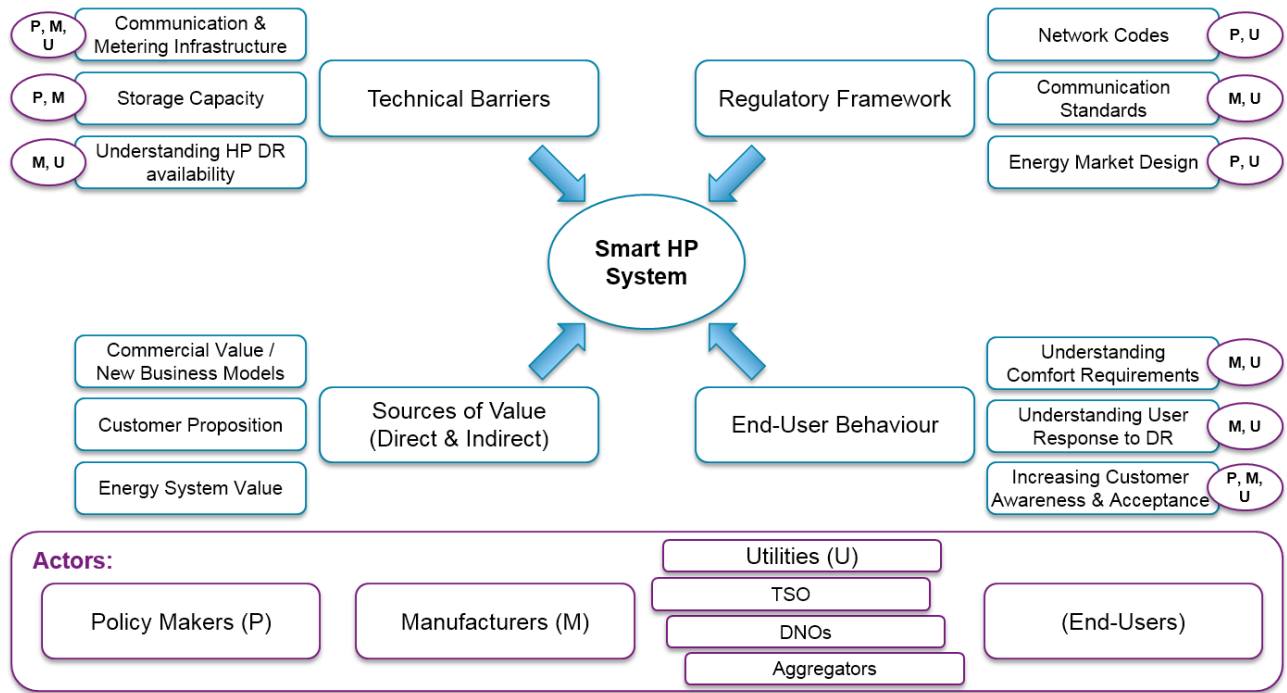 P, M,
U
Communication &
Metering Infrastructure
P, M
Storage Capacity
M, U
Understanding HP DR
availability
Technical Barriers
Regulatory Framework
Network Codes
P, U
Communication
Standards
M, U
Energy Market Design
P, U
Smart HP
System
Commercial Value /
New Business Models
Customer Proposition
Energy System Value
Sources of Value
(Direct & Indirect)
End-User Behaviour
Understanding
Comfort Requirements
M, U
Understanding User
Response to DR
M, U
Increasing Customer
Awareness & Acceptance
P, M,
U
Actors:
Policy Makers (P)
Manufacturers (M)
Utilities (U)
TSO
DNOs
Aggregators
(End-Users)